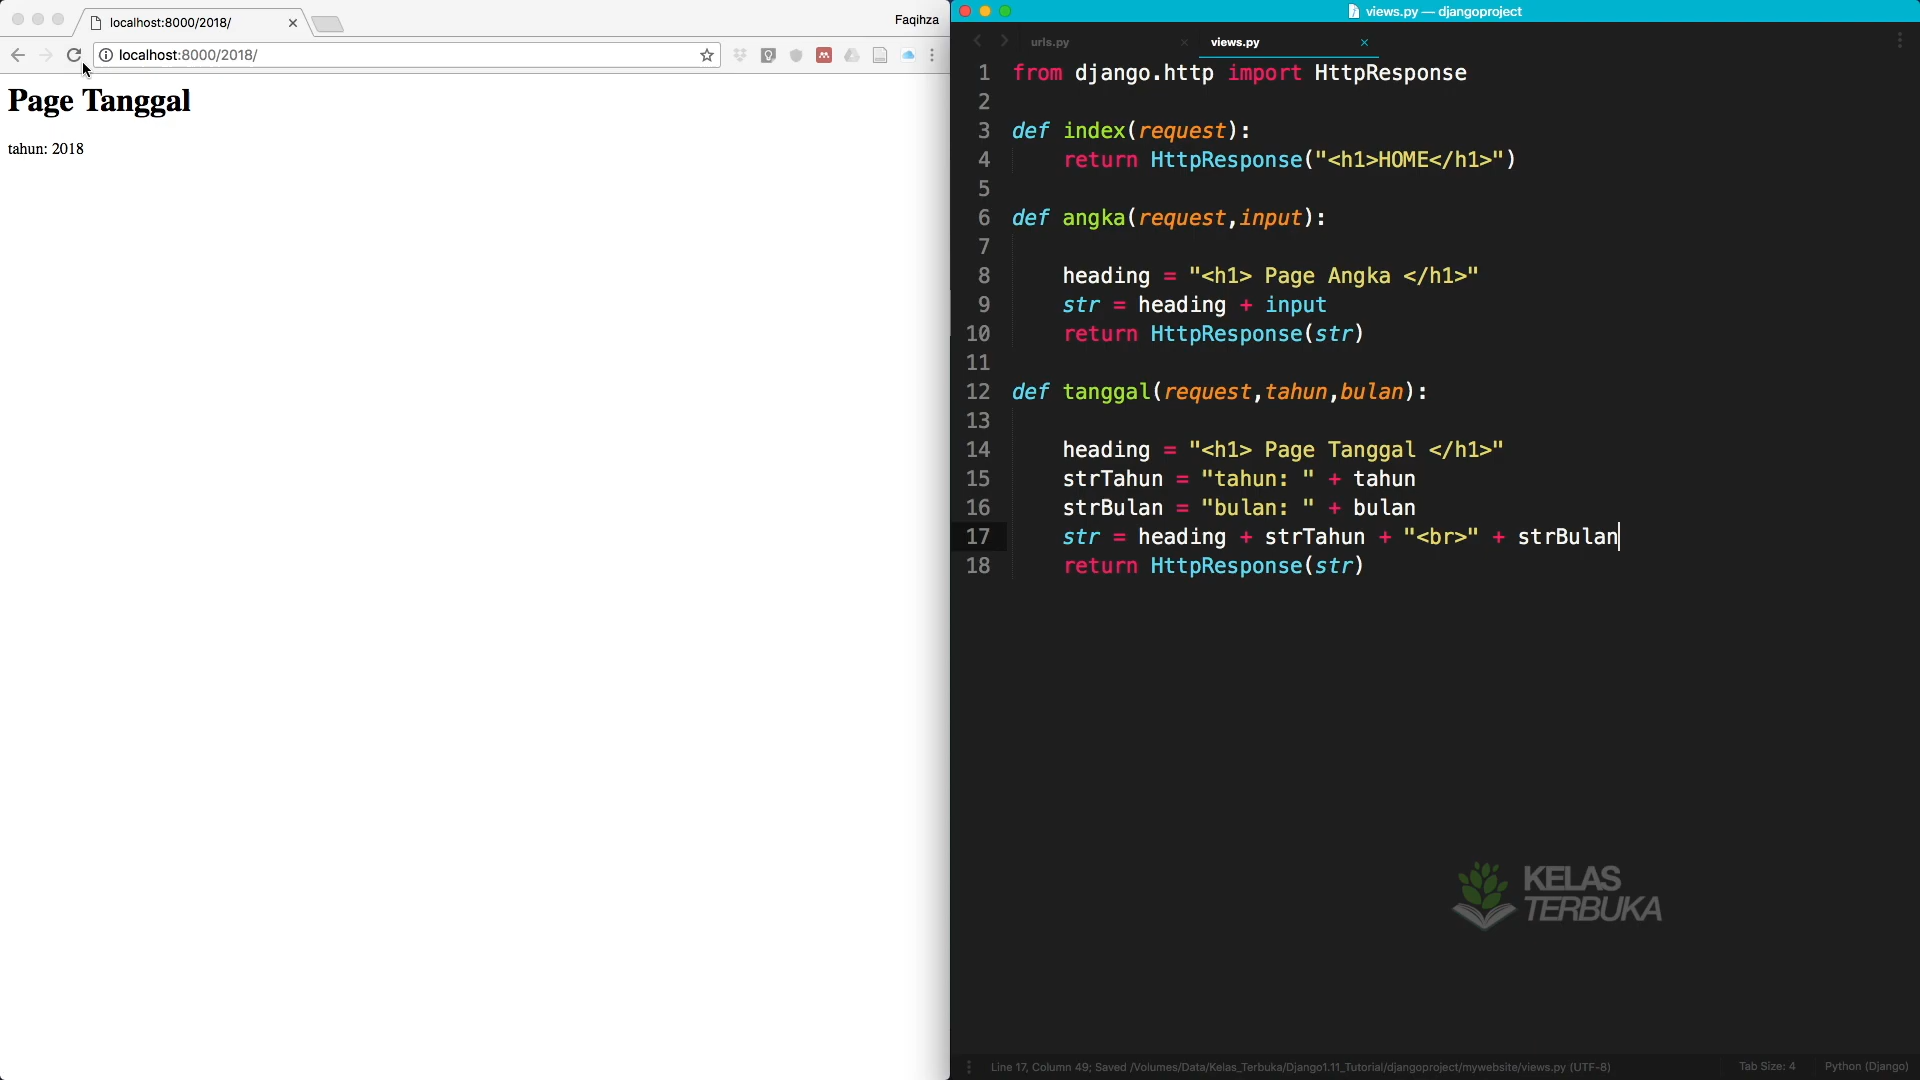 localhost:8000/2018/
Faqihza
localhost:8000/2018/
Page Tanggal
tahun: 2018
views.py — djangoproject
urls.py
views.py
1 from django.http import HttpResponse
2
3 def index(request):
4 return HttpResponse("<h1>HOME</h1>")
5
6 def angka(request,input):
7
8 heading = "<h1> Page Angka </h1>"
9 str = heading + input
10 return HttpResponse(str)
11
12 def tanggal(request,tahun,bulan):
13
14 heading = "<h1> Page Tanggal </h1>"
15 strTahun = "tahun: " + tahun
16 strBulan = "bulan: " + bulan
17 str = heading + strTahun + "<br>" + strBulan
18 return HttpResponse(str)
KELAS
TERBUKA
Line 17, Column 49; Saved /Volumes/Data/Kelas_Terbuka/Django1.11_Tutorial/djangoproject/mywebsite/views.py (UTF-8)
Tab Size: 4
Python (Django)